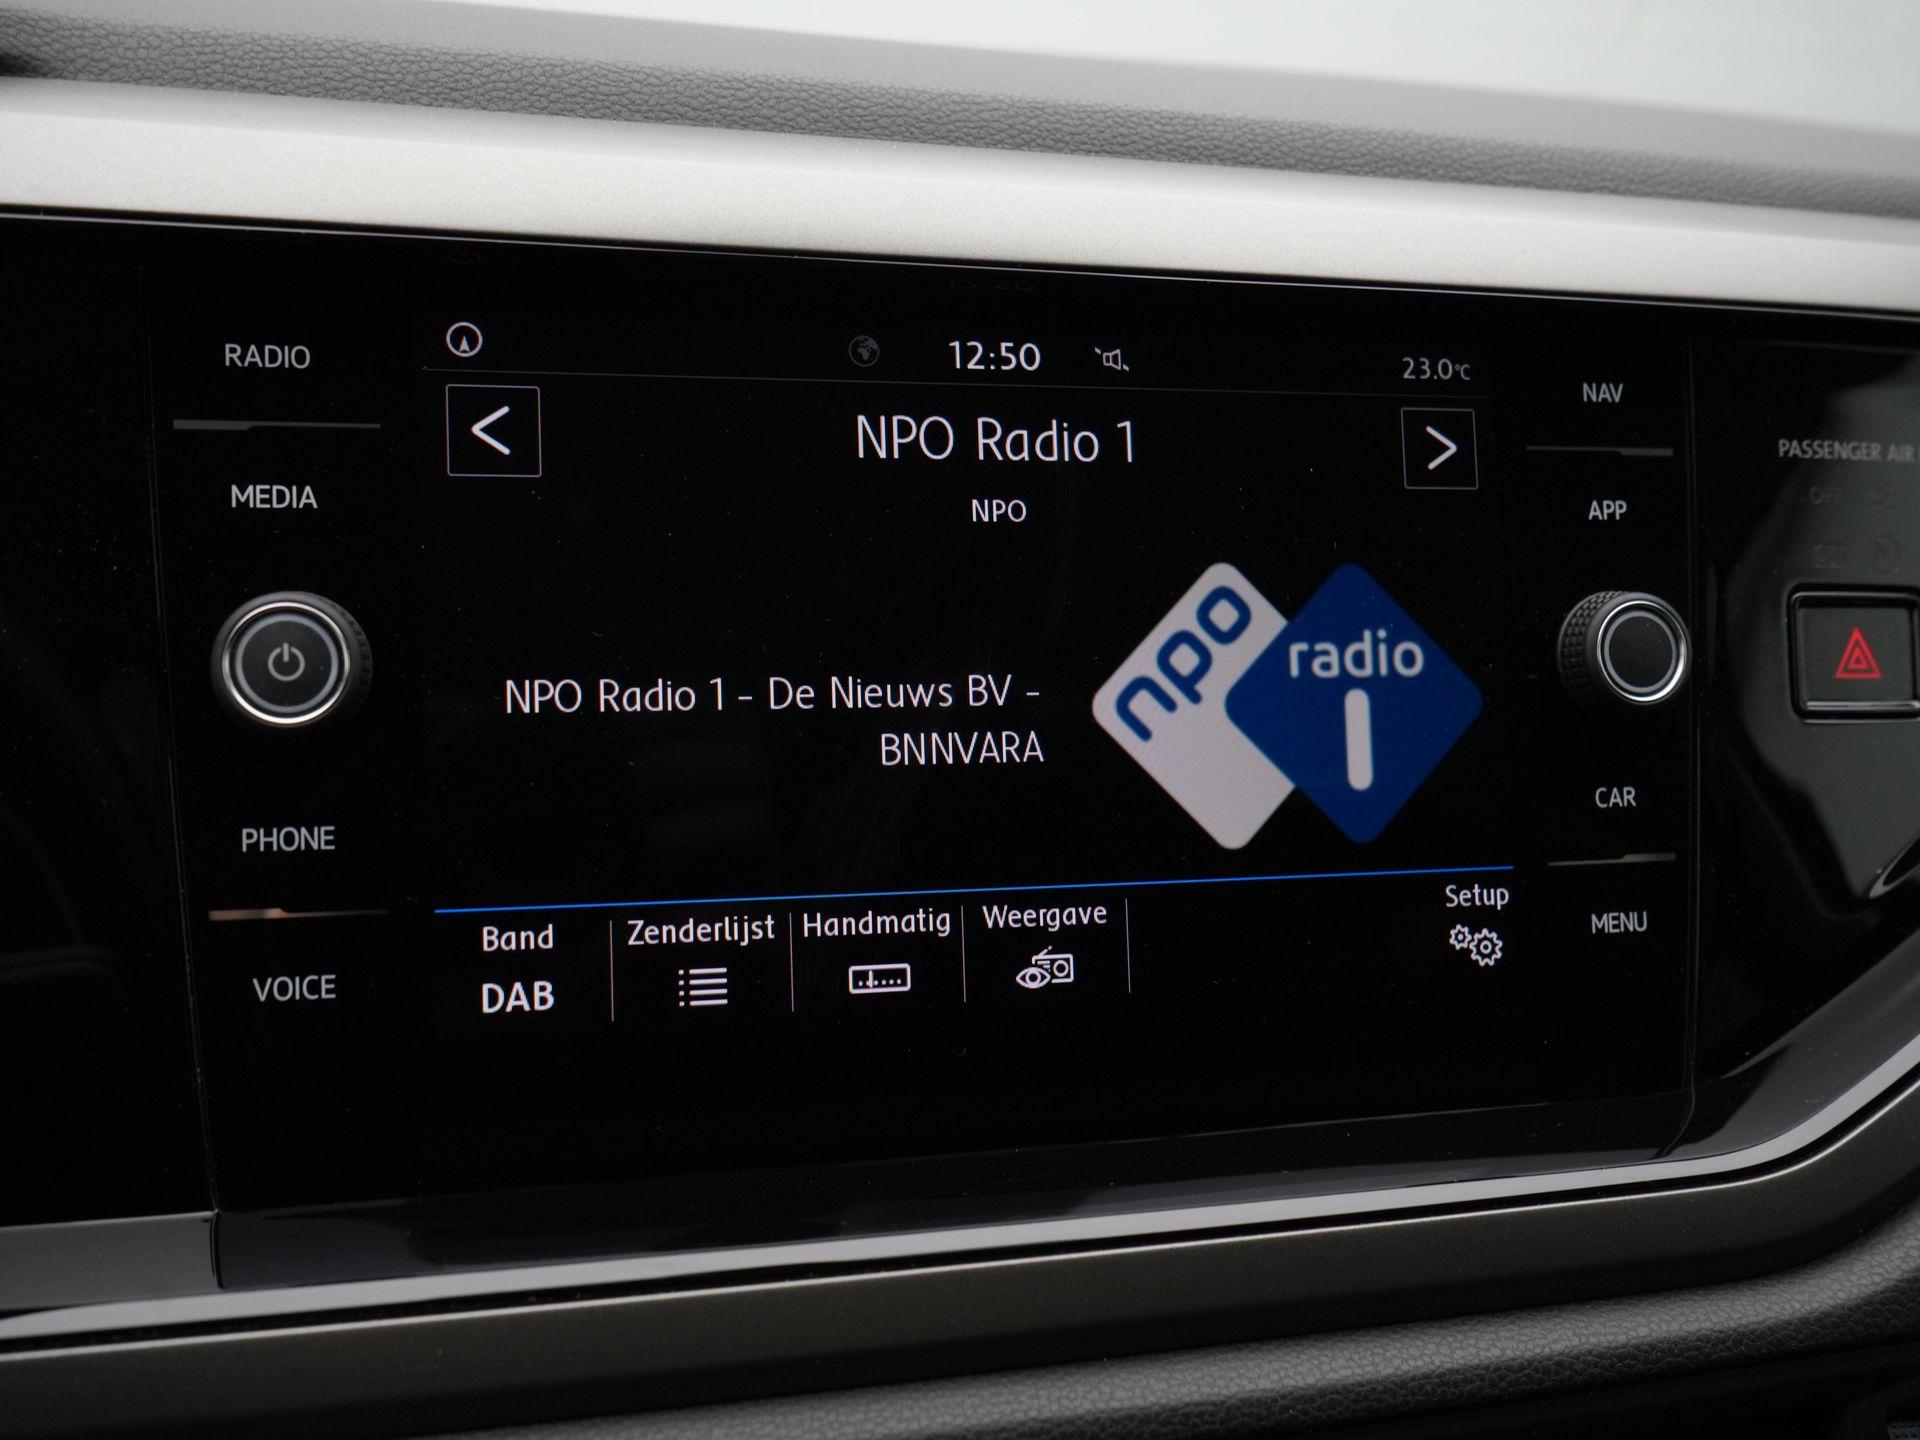 RADIO
MEDIA
PHONE
VOICE
12:50
23.0°C
<
NPO Radio 1
>
NPO
NPO Radio 1 - De Nieuws BV -
BNNVARA
npo
radio
1
Band
DAB
Zenderlijst
Handmatig
Weergave
Setup
NAV
APP
CAR
MENU
PASSENGER AIR
OFF